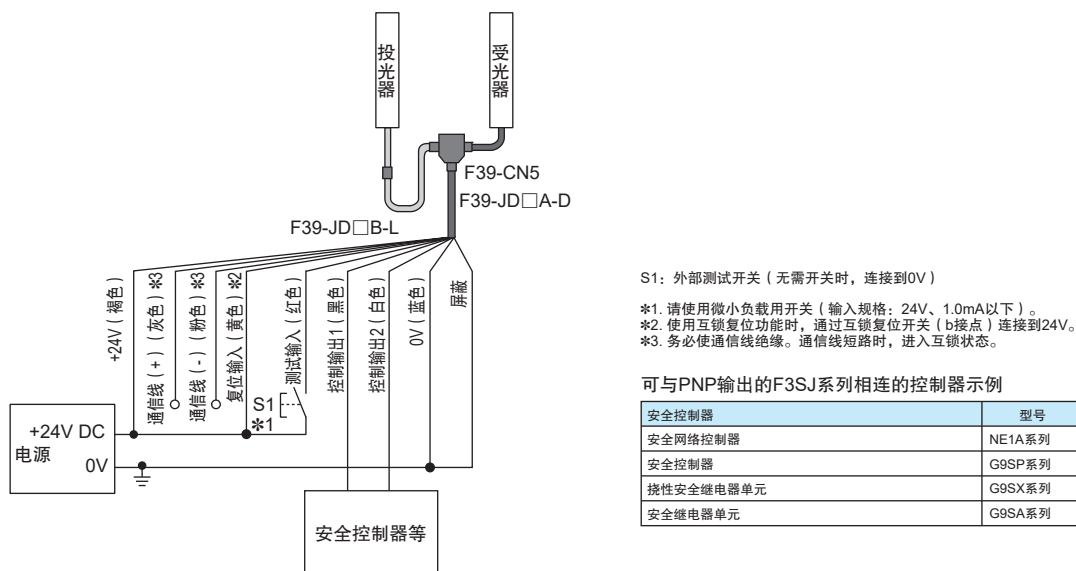 投光器
受光器
F39-CN5
F39-JD□A-D
F39-JD□B-L
+24V（褐色）
通信线（+）（灰色）✱3
通信线（-）（粉色）✱3
复位输入（黄色）✱2
测试输入（红色）
控制输出1（黑色）
控制输出2（白色）
0V（蓝色）
屏蔽
S1
✱1
+24V DC
电源
0V
安全控制器等
S1：外部测试开关（无需开关时，连接到0V）
✱1. 请使用微小负载用开关（输入规格：24V、1.0mA以下）。
✱2. 使用互锁复位功能时，通过互锁复位开关（b接点）连接到24V。
✱3. 务必使通信线绝缘。通信线短路时，进入互锁状态。
可与PNP输出的F3SJ系列相连的控制器示例
安全控制器 型号
安全网络控制器 NE1A系列
安全控制器 G9SP系列
挠性安全继电器单元 G9SX系列
安全继电器单元 G9SA系列